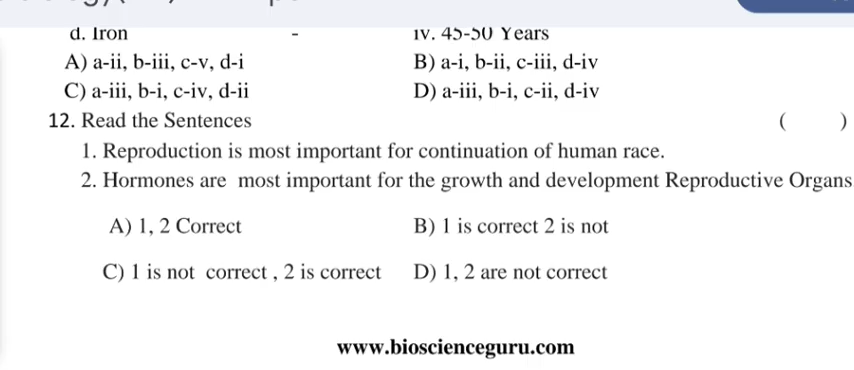 d. Iron - iv. 45-50 Years
A) a-ii, b-iii, c-v, d-i B) a-i, b-ii, c-iii, d-iv
C) a-iii, b-i, c-iv, d-ii D) a-iii, b-i, c-ii, d-iv
12. Read the Sentences ( )
1. Reproduction is most important for continuation of human race.
2. Hormones are most important for the growth and development Reproductive Organs
A) 1, 2 Correct B) 1 is correct 2 is not
C) 1 is not correct , 2 is correct D) 1, 2 are not correct
www.bioscienceguru.com